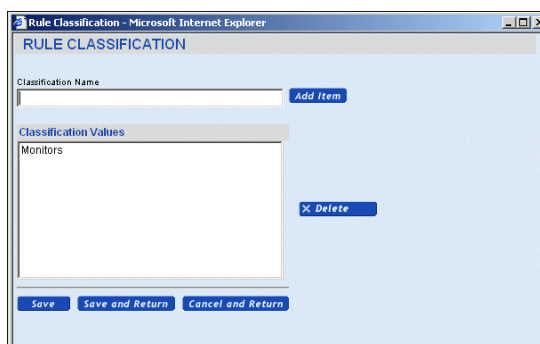 Rule Classification - Microsoft Internet Explorer
RULE CLASSIFICATION
Classification Name
Add Item
Classification Values
Monitors
Delete
Save
Save and Return
Cancel and Return